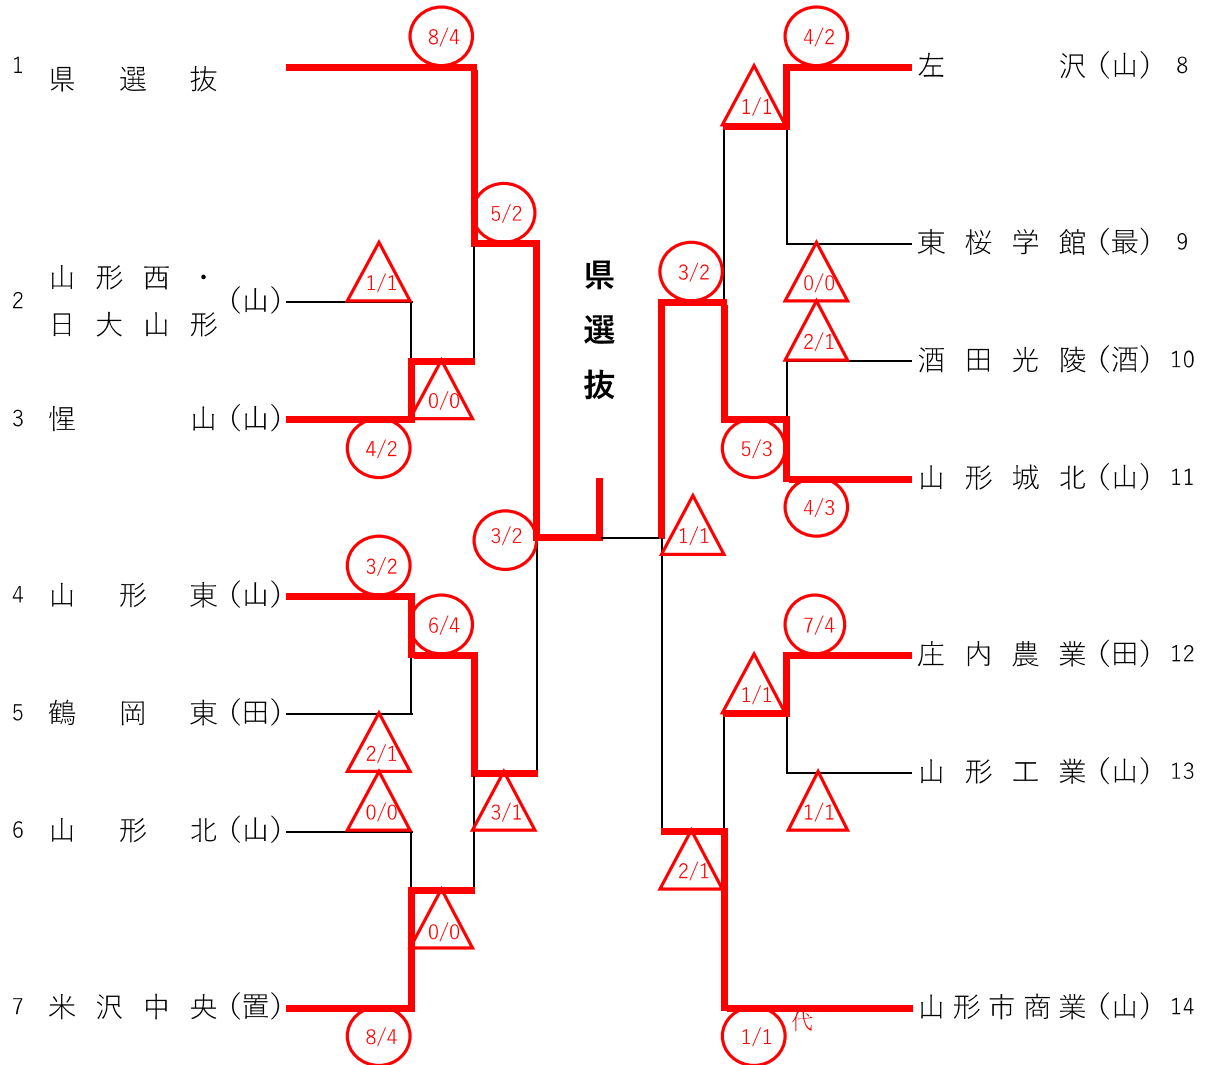 8/4
4/2
1 県選抜
左沢(山) 8
1/1
5/2
東桜学館(最) 9
県選抜
3/2
0/0
1/1
2 山形西・日大山形(山)
2/1
酒田光陵(酒) 10
0/0
3 惺山(山)
4/2
5/3
山形城北(山) 11
4/3
3/2
1/1
3/2
4 山形東(山)
6/4
7/4
庄内農業(田) 12
1/1
5 鶴岡東(田)
2/1
山形工業(山) 13
0/0
3/1
1/1
6 山形北(山)
2/1
0/0
7 米沢中央(置)
山形市商業(山) 14
8/4
1/1
代